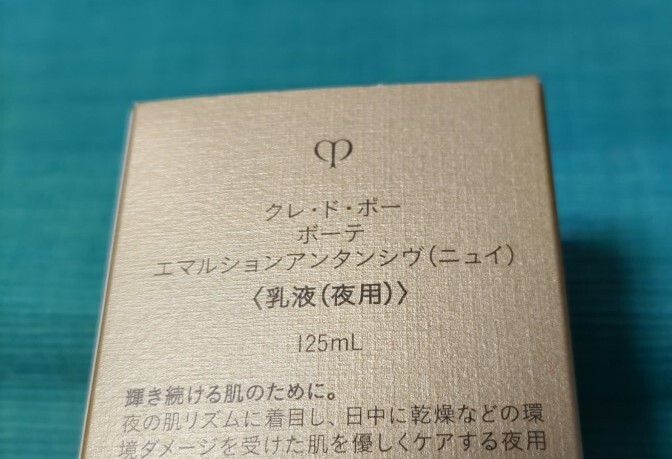 クレ・ド・ポー
ボーテ
エマルションアンタンシヴ(ニュイ)
〈乳液(夜用)〉
125mL
輝き続ける肌のために。
夜の肌リズムに着目し、日中に乾燥などの環
境ダメージを受けた肌を優しくケアする夜用